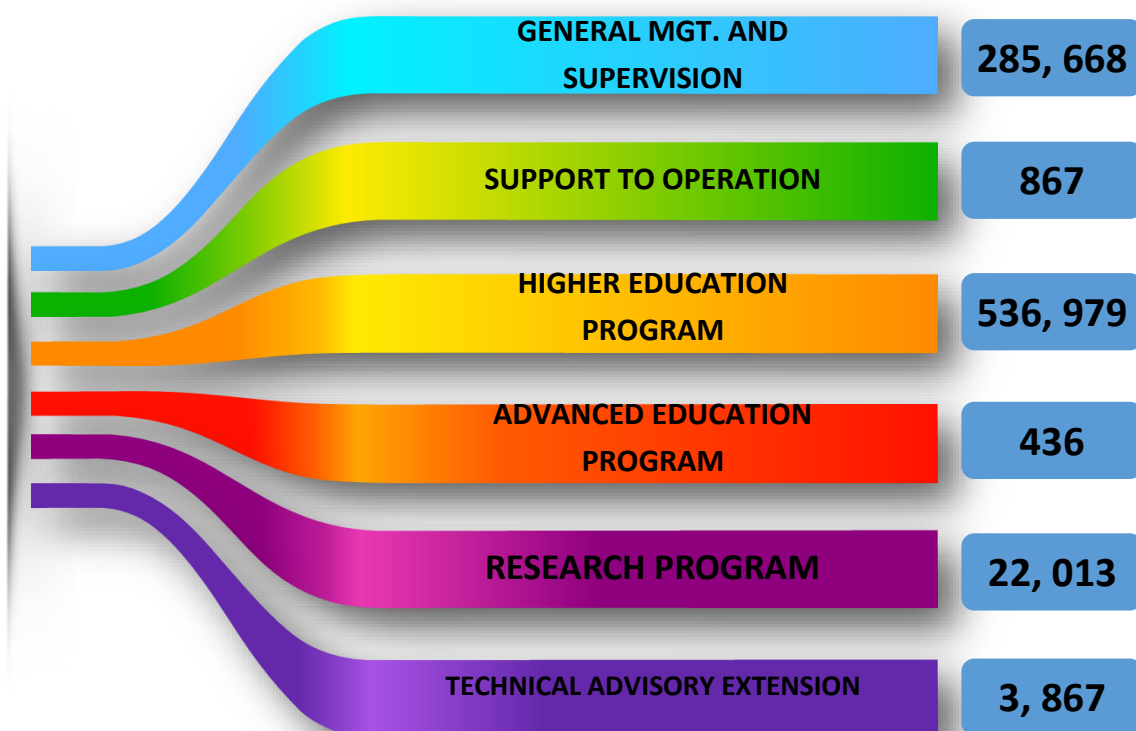 GENERAL MGT. AND
SUPERVISION
285, 668
SUPPORT TO OPERATION
867
HIGHER EDUCATION
PROGRAM
536, 979
ADVANCED EDUCATION
PROGRAM
436
RESEARCH PROGRAM
22, 013
TECHNICAL ADVISORY EXTENSION
3, 867